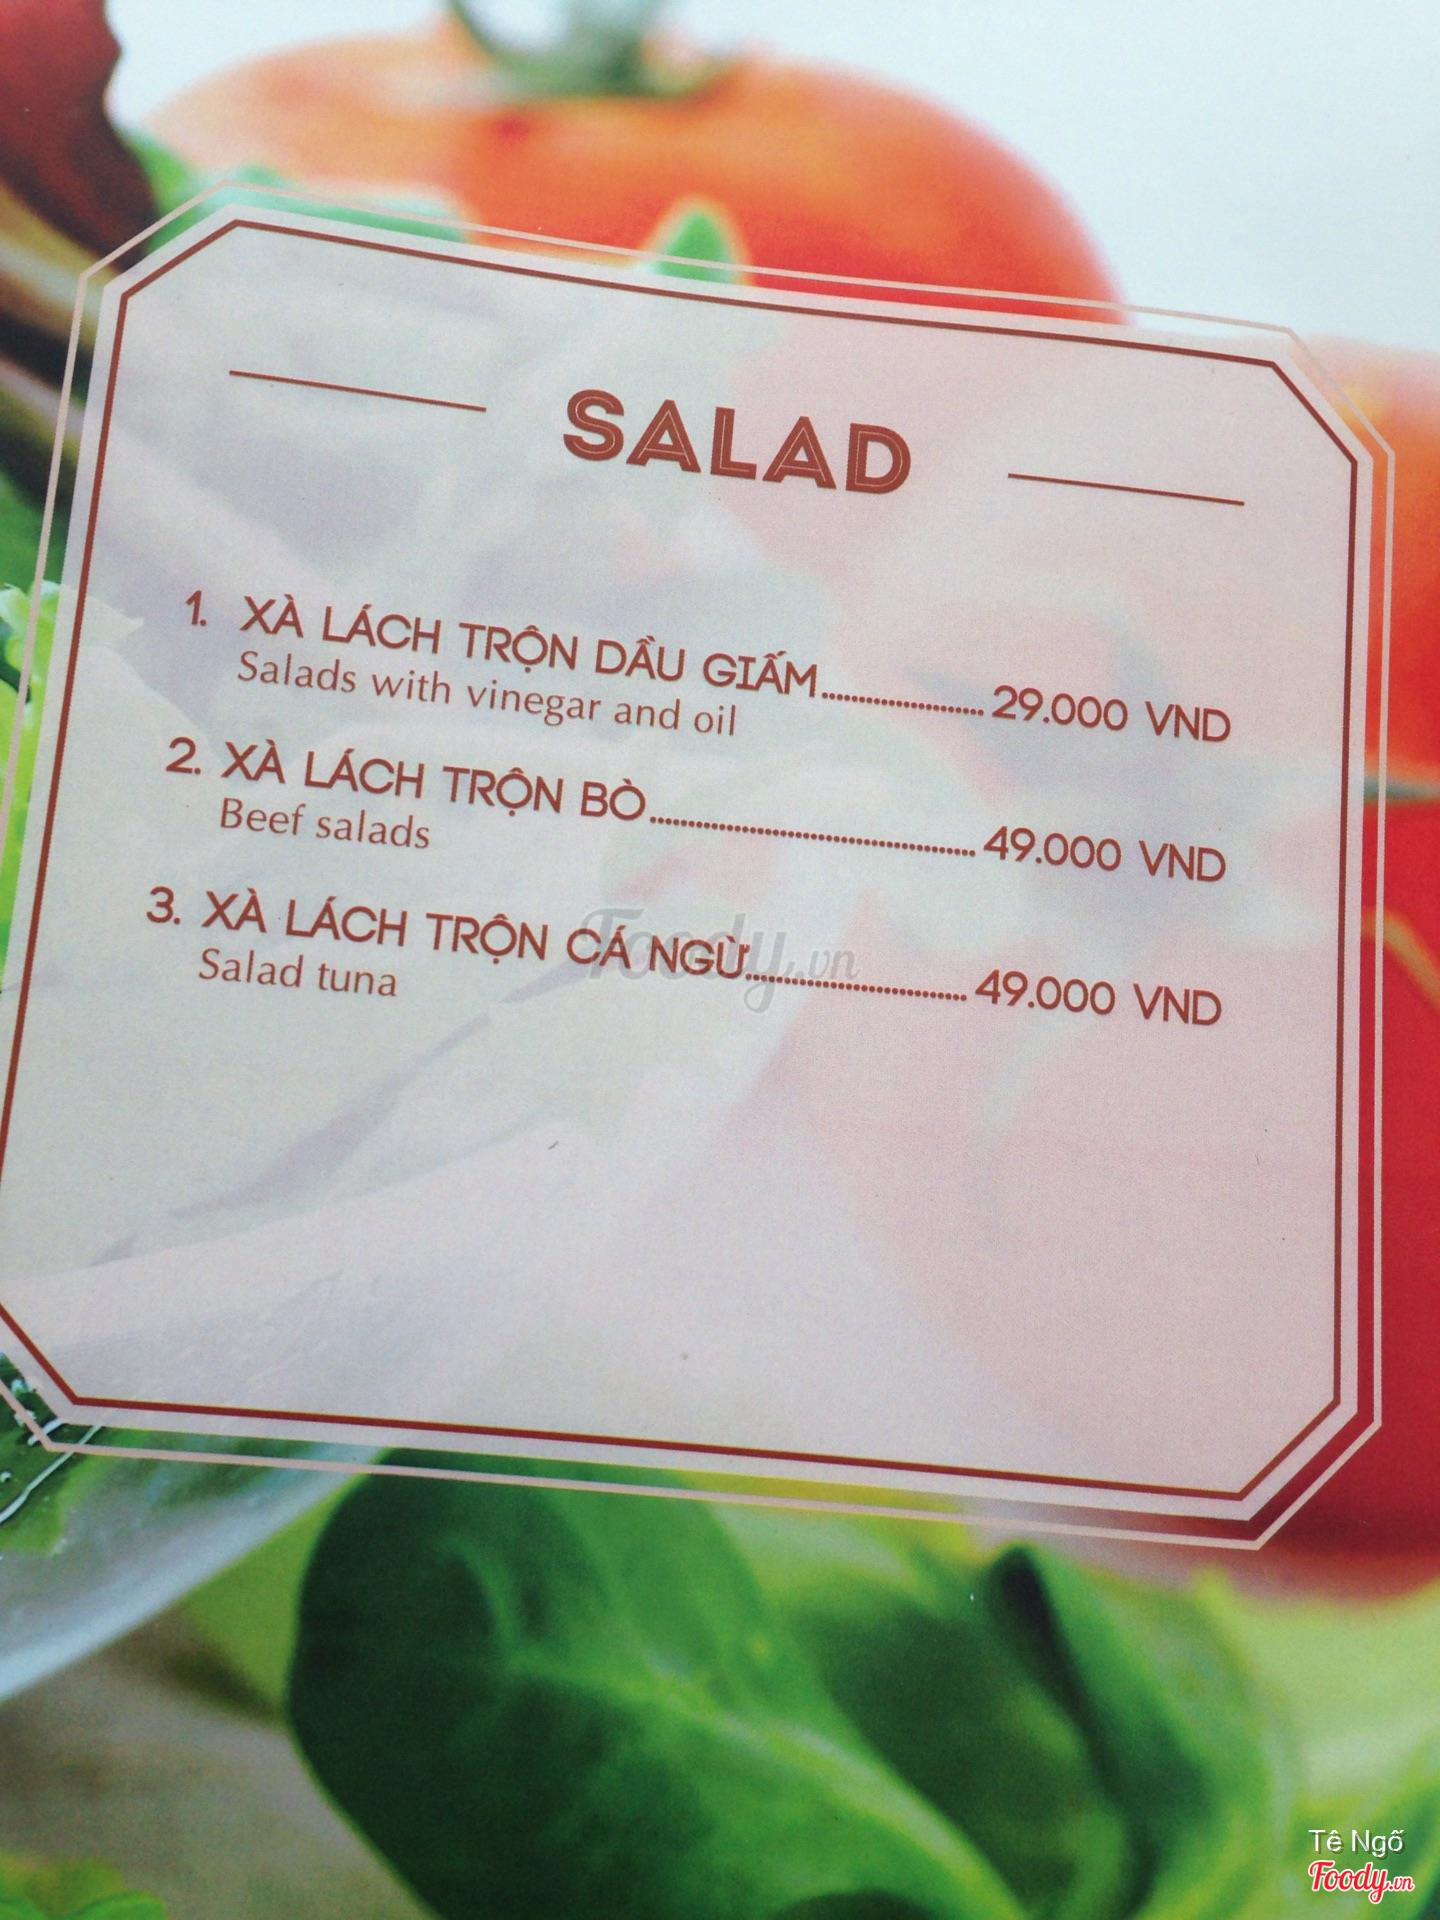 SALAD
1. XÀ LÁCH TRỘN DẦU GIẤM........................ 29.000 VND
Salads with vinegar and oil
2. XÀ LÁCH TRỘN BÒ................................................ 49.000 VND
Beef salads
3. XÀ LÁCH TRỘN CÁ NGỪ................................ 49.000 VND
Salad tuna
Foody.vn
Tê Ngố
Foody.vn